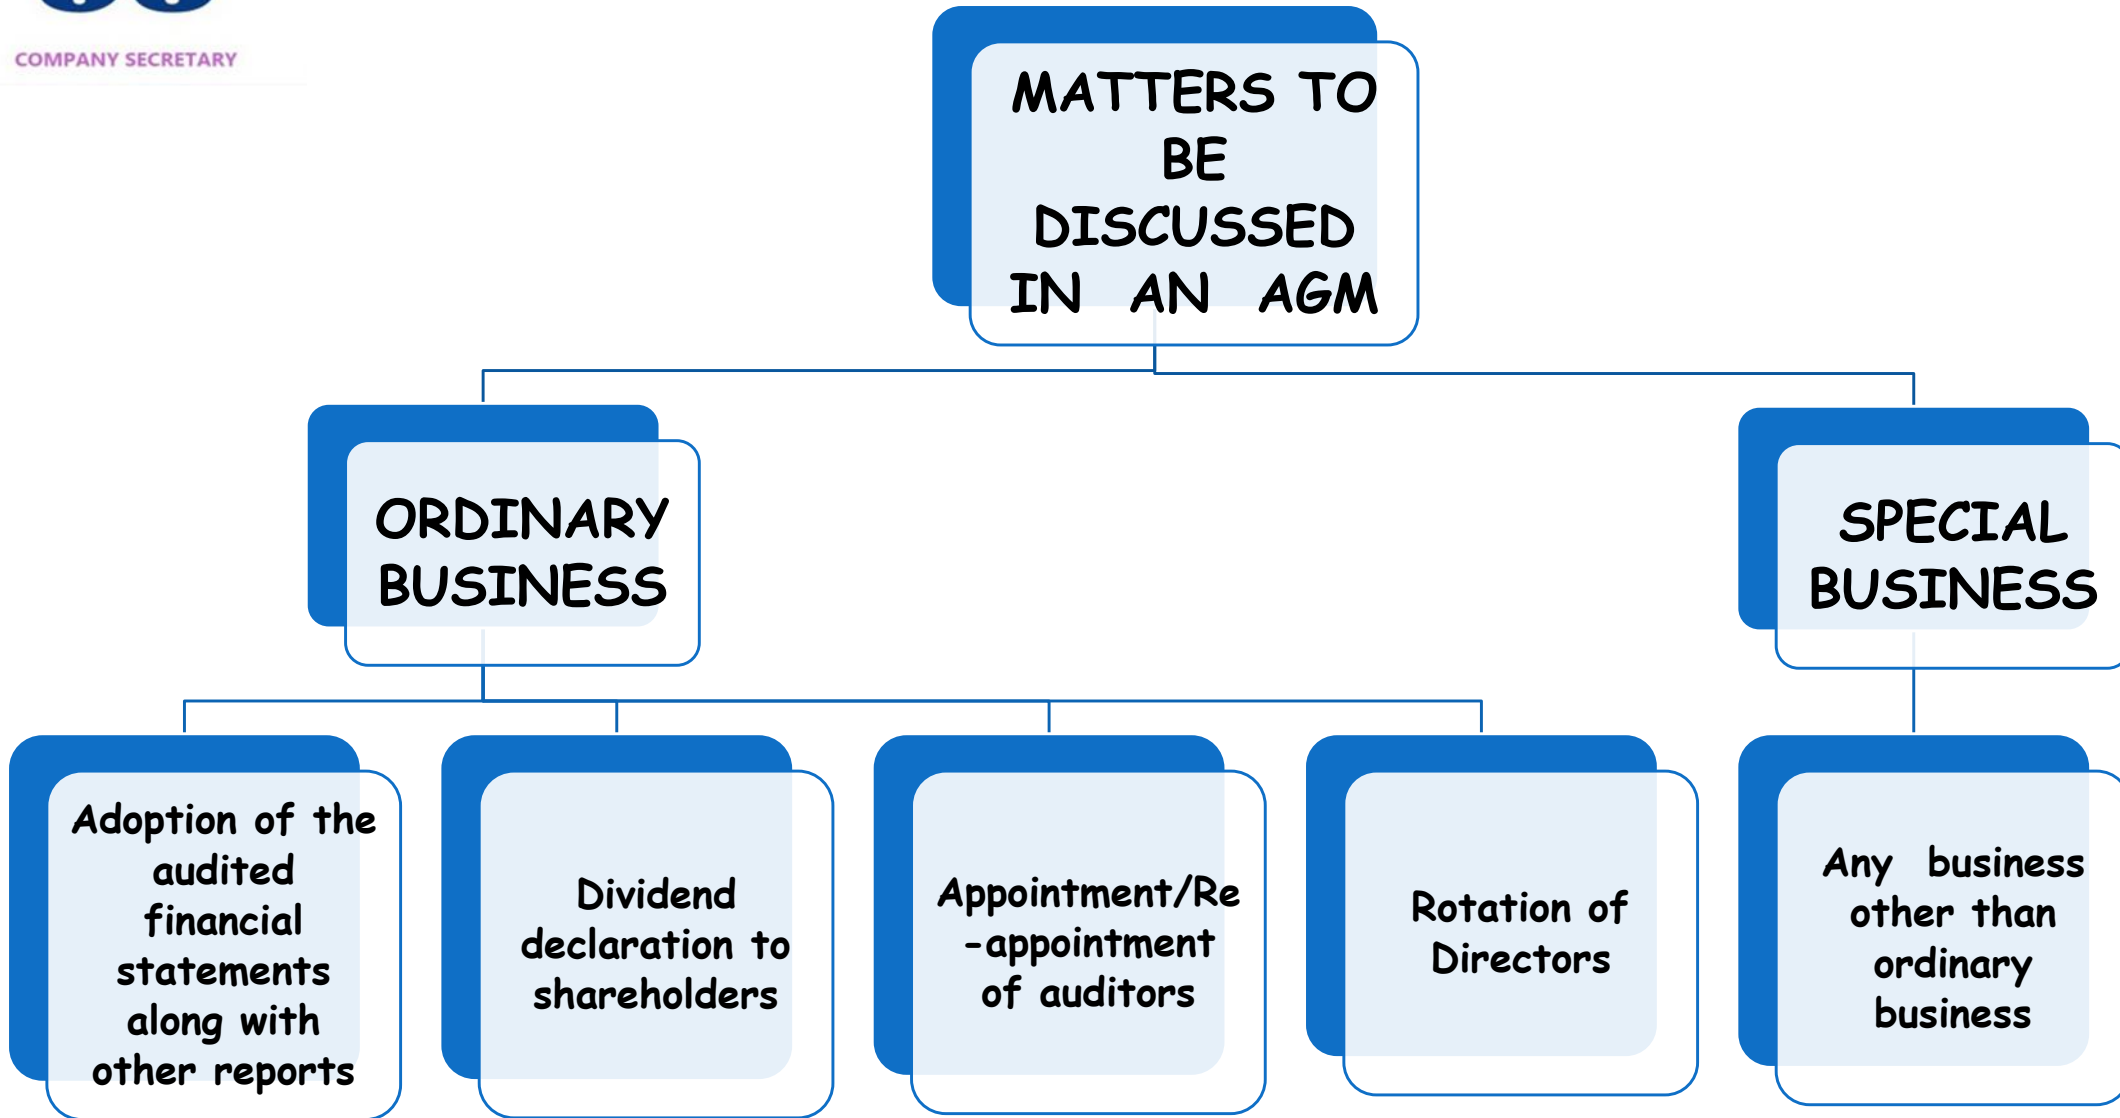 COMPANY SECRETARY
MATTERS TO
BE
DISCUSSED
IN AN AGM
ORDINARY
BUSINESS
SPECIAL
BUSINESS
Adoption of the
audited
financial
statements
along with
other reports
Dividend
declaration to
shareholders
Appointment/Re
-appointment
of auditors
Rotation of
Directors
Any business
other than
ordinary
business